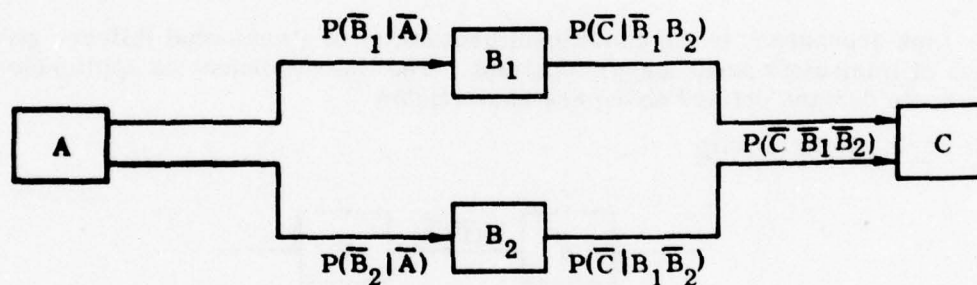 P(B̅₁|A̅) P(C̅|B̅₁B₂)
B₁
A
P(C̅ B̅₁B̅₂)
C
B₂
P(B̅₂|A̅) P(C̅|B₁B̅₂)